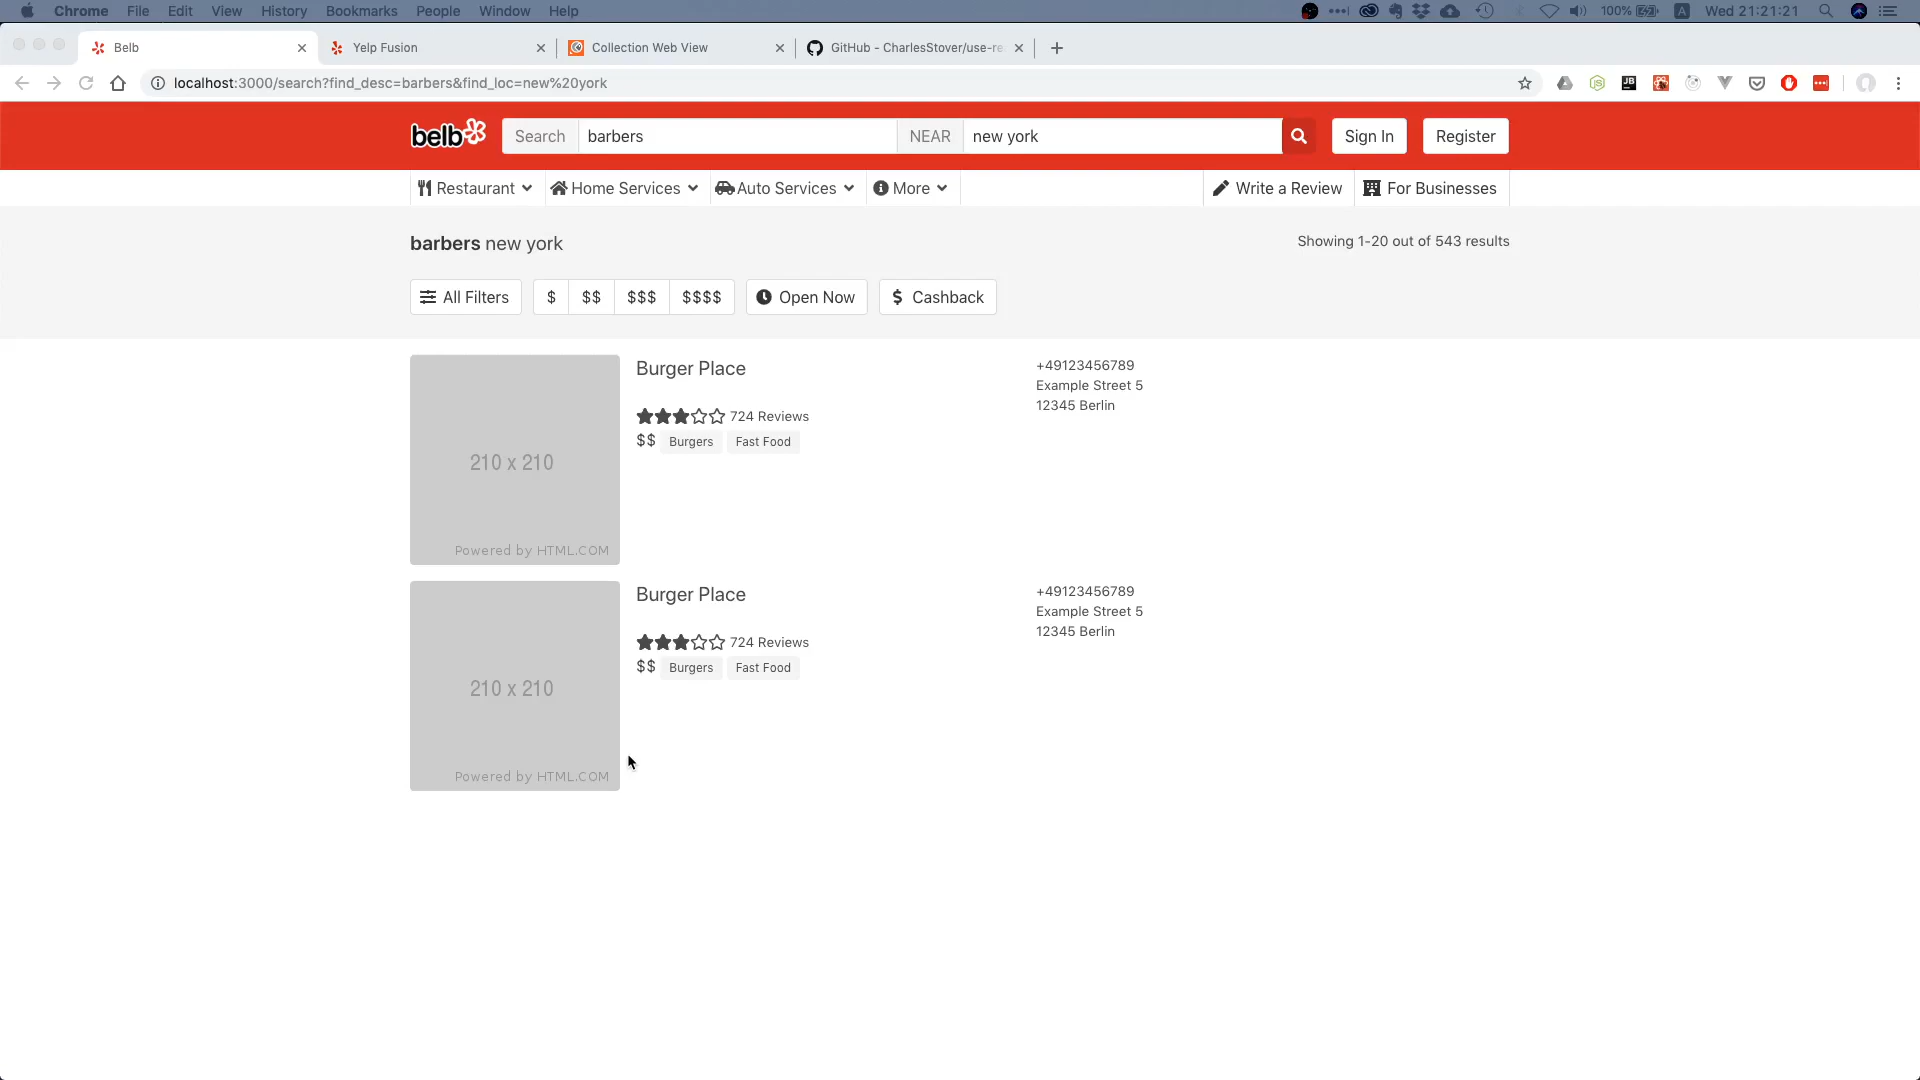 Chrome File Edit View History Bookmarks People Window Help 100% A Wed 21:21:21
Belb Yelp Fusion Collection Web View GitHub - CharlesStover/use-re
localhost:3000/search?find_desc=barbers&find_loc=new%20york
belb Search barbers NEAR new york Sign In Register
Restaurant Home Services Auto Services More Write a Review For Businesses
barbers new york Showing 1-20 out of 543 results
All Filters $ $$ $$$ $$$$ Open Now $ Cashback
Burger Place
+49123456789
Example Street 5
12345 Berlin
724 Reviews
$$ Burgers Fast Food
210 x 210
Powered by HTML.COM
Burger Place
+49123456789
Example Street 5
12345 Berlin
724 Reviews
$$ Burgers Fast Food
210 x 210
Powered by HTML.COM